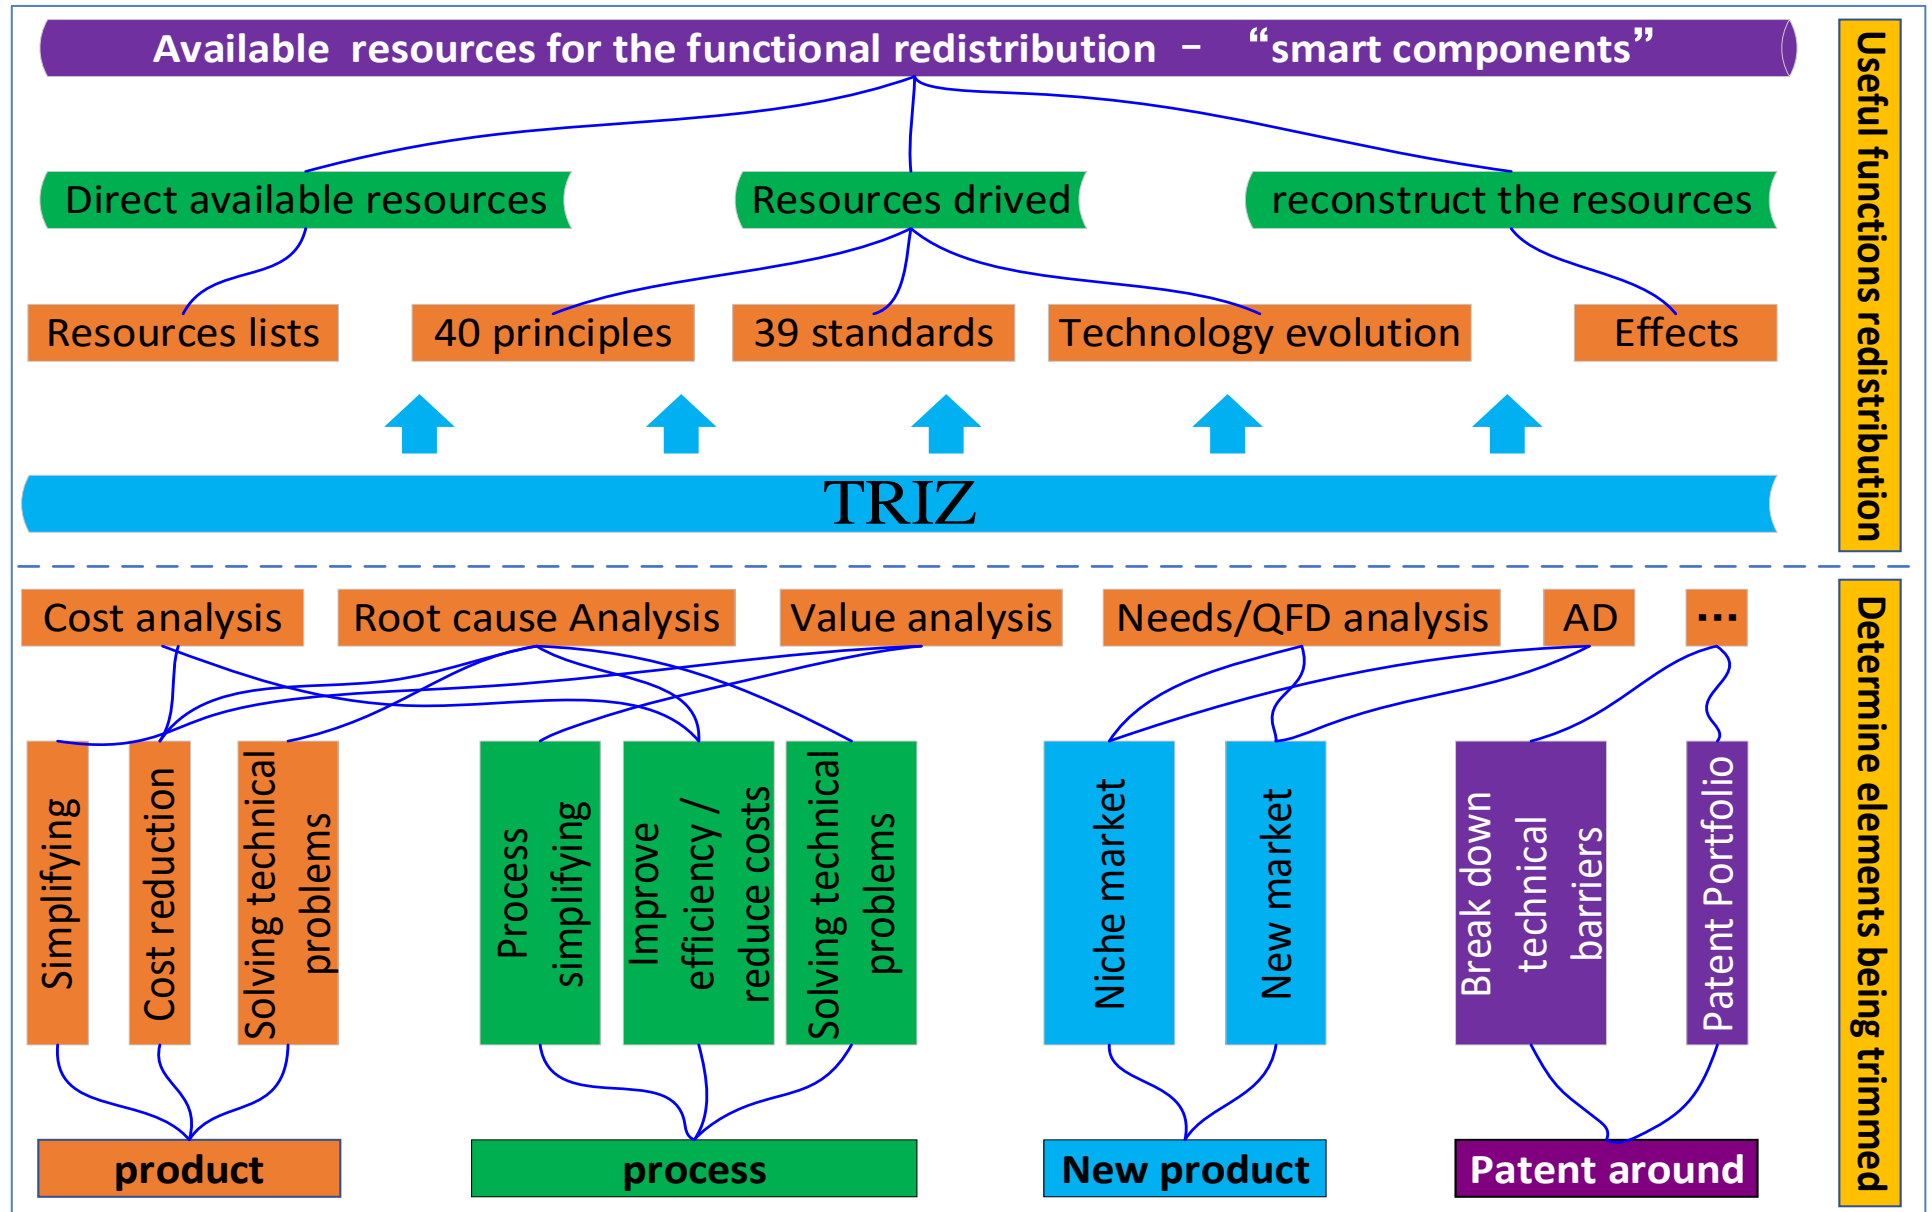 Available resources for the functional redistribution – “smart components”
Useful functions redistribution
Direct available resources
Resources drived
reconstruct the resources
Resources lists
40 principles
39 standards
Technology evolution
Effects
TRIZ
Cost analysis
Root cause Analysis
Value analysis
Needs/QFD analysis
AD
...
Determine elements being trimmed
Simplifying
Cost reduction
Solving technical
problems
Process
simplifying
Improve
efficiency /
reduce costs
Solving technical
problems
Niche market
New market
Break down
technical
barriers
Patent Portfolio
product
process
New product
Patent around